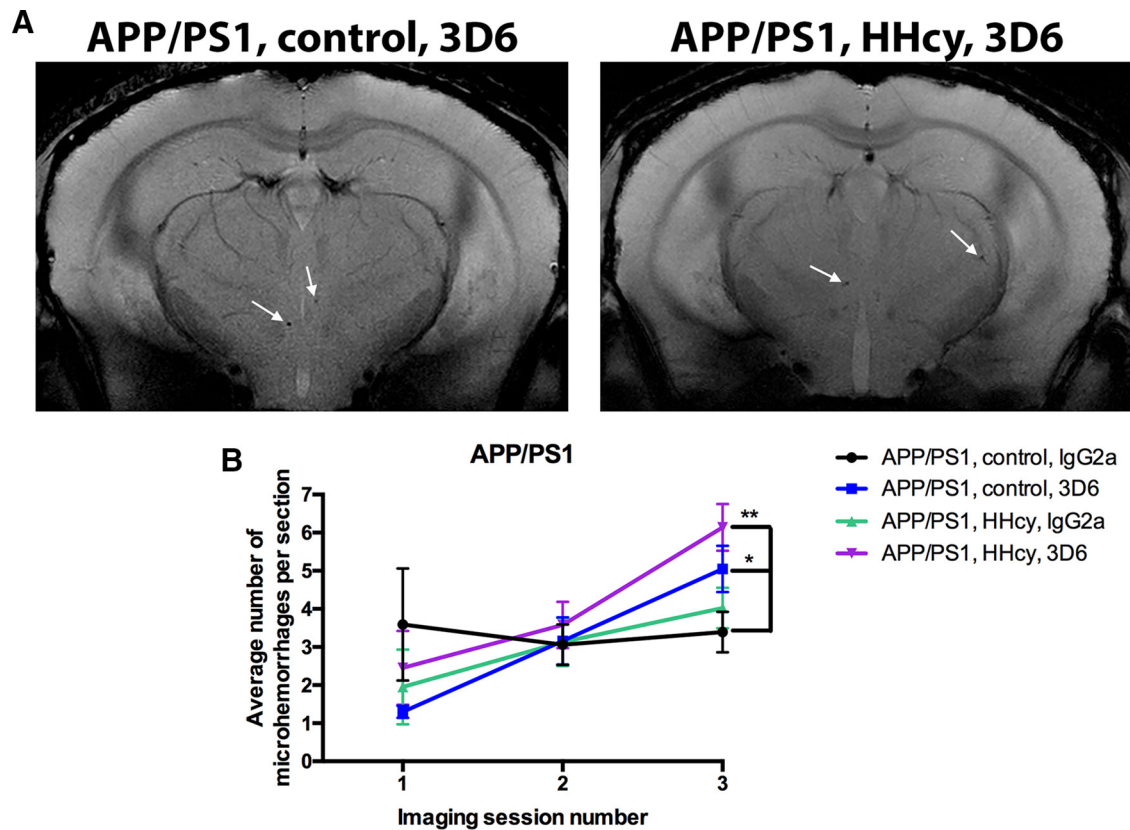 A
APP/PS1, control, 3D6
APP/PS1, HHcy, 3D6
B
APP/PS1
Average number of
microhemorrhages per section
7
6
5
4
3
2
1
0
1
2
3
Imaging session number
**
*
APP/PS1, control, IgG2a
APP/PS1, control, 3D6
APP/PS1, HHcy, IgG2a
APP/PS1, HHcy, 3D6